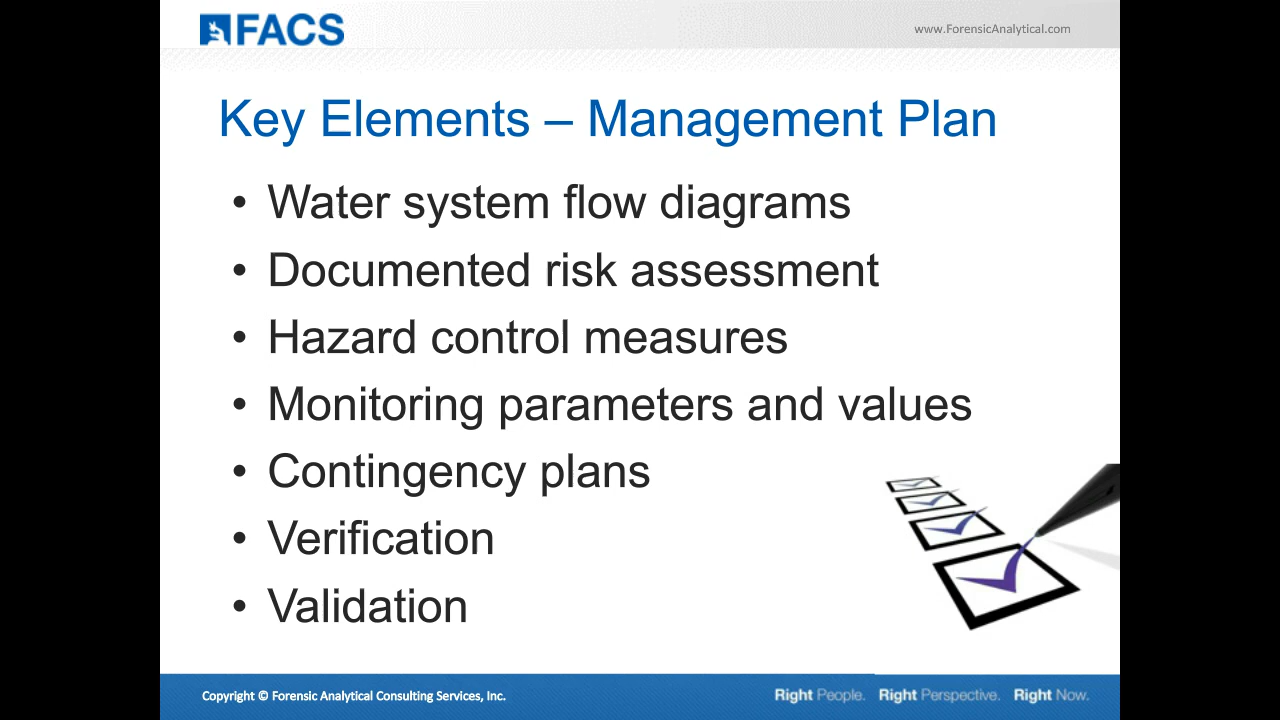 FACS
www.ForensicAnalytical.com
Key Elements – Management Plan
• Water system flow diagrams
• Documented risk assessment
• Hazard control measures
• Monitoring parameters and values
• Contingency plans
• Verification
• Validation
Copyright © Forensic Analytical Consulting Services, Inc.
Right People. Right Perspective. Right Now.